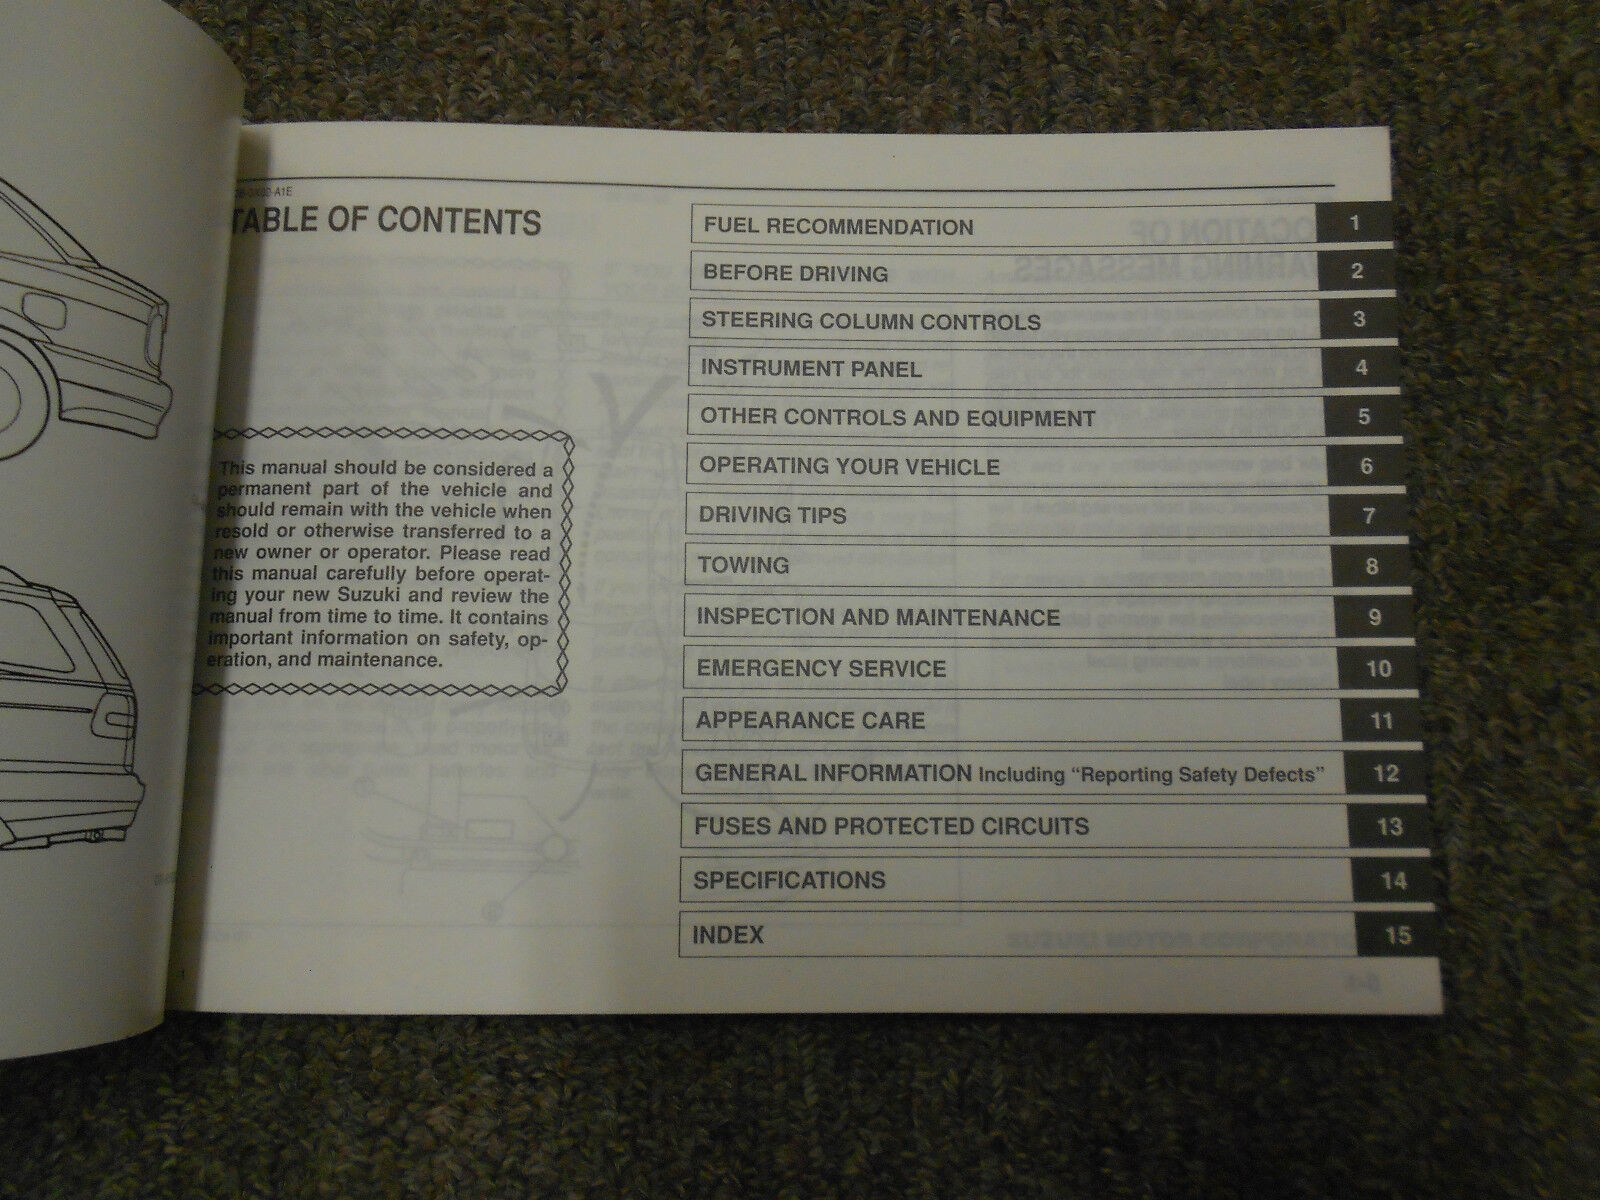 TABLE OF CONTENTS
This manual should be considered a
permanent part of the vehicle and
should remain with the vehicle when
resold or otherwise transferred to a
new owner or operator. Please read
this manual carefully before operat-
ing your new Suzuki and review the
manual from time to time. It contains
important information on safety, op-
eration, and maintenance.
FUEL RECOMMENDATION 1
BEFORE DRIVING 2
STEERING COLUMN CONTROLS 3
INSTRUMENT PANEL 4
OTHER CONTROLS AND EQUIPMENT 5
OPERATING YOUR VEHICLE 6
DRIVING TIPS 7
TOWING 8
INSPECTION AND MAINTENANCE 9
EMERGENCY SERVICE 10
APPEARANCE CARE 11
GENERAL INFORMATION Including “Reporting Safety Defects” 12
FUSES AND PROTECTED CIRCUITS 13
SPECIFICATIONS 14
INDEX 15